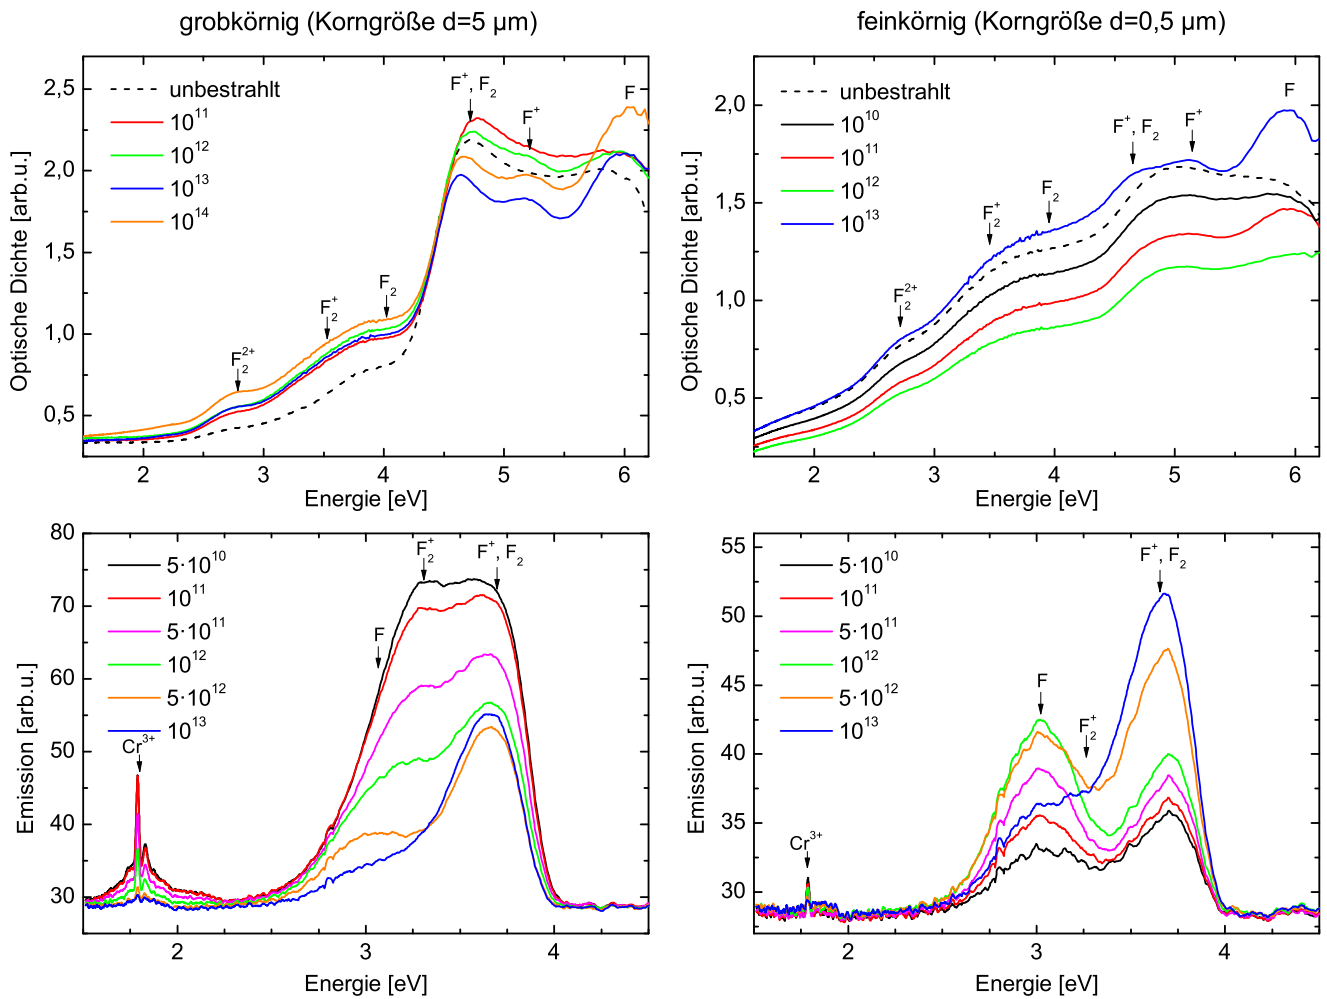 grobkörnig (Korngröße d=5 µm)
feinkörnig (Korngröße d=0,5 µm)
2,5
2,0
1,5
1,0
0,5
Optische Dichte [arb.u.]
unbestrahlt
10¹¹
10¹²
10¹³
10¹⁴
F⁺, F₂
F⁺
F
F₂²⁺
F₂⁺
F₂
2 3 4 5 6
Energie [eV]
2,0
1,5
1,0
0,5
Optische Dichte [arb.u.]
unbestrahlt
10¹⁰
10¹¹
10¹²
10¹³
F
F⁺, F₂
F⁺
F₂⁺
F₂
F₂²⁺
2 3 4 5 6
Energie [eV]
80
70
60
50
40
30
Emission [arb.u.]
5·10¹⁰
10¹¹
5·10¹¹
10¹²
5·10¹²
10¹³
Cr³⁺
F
F₂⁺
F⁺, F₂
2 3 4
Energie [eV]
55
50
45
40
35
30
Emission [arb.u.]
5·10¹⁰
10¹¹
5·10¹¹
10¹²
5·10¹²
10¹³
Cr³⁺
F
F₂⁺
F⁺, F₂
2 3 4
Energie [eV]